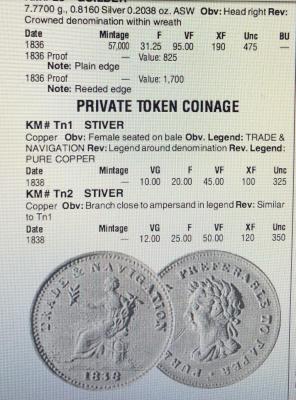 7.7700 g., 0.8160 Silver 0.2038 oz. ASW Obv: Head right Rev:
Crowned denomination within wreath
Date Mintage F VF XF Unc BU
1836 57,000 31.25 95.00 190 475 —
1836 Proof — Value: 825
Note: Plain edge
1836 Proof — Value: 1,700
Note: Reeded edge
PRIVATE TOKEN COINAGE
KM# Tn1 STIVER
Copper Obv: Female seated on bale Obv. Legend: TRADE &
NAVIGATION Rev: Legend around denomination Rev. Legend:
PURE COPPER
Date Mintage VG F VF XF Unc
1838 — 10.00 20.00 45.00 100 325
KM# Tn2 STIVER
Copper Obv: Branch close to ampersand in legend Rev: Similar
to Tn1
Date Mintage VG F VF XF Unc
1838 — 12.00 25.00 50.00 120 350
TRADE & NAVIGATION
1838
PURE PREFERABLE TO PAPER